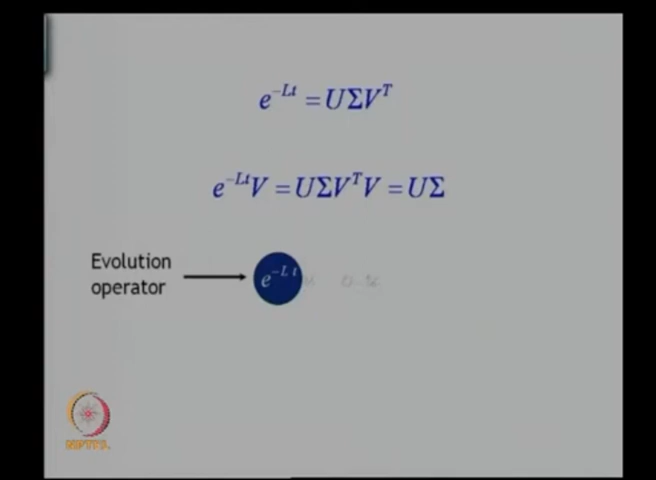 e^{-Lt} = UΣV^T
e^{-Lt}V = UΣV^TV = UΣ
Evolution
operator
e^{-Lt}
NPTEL